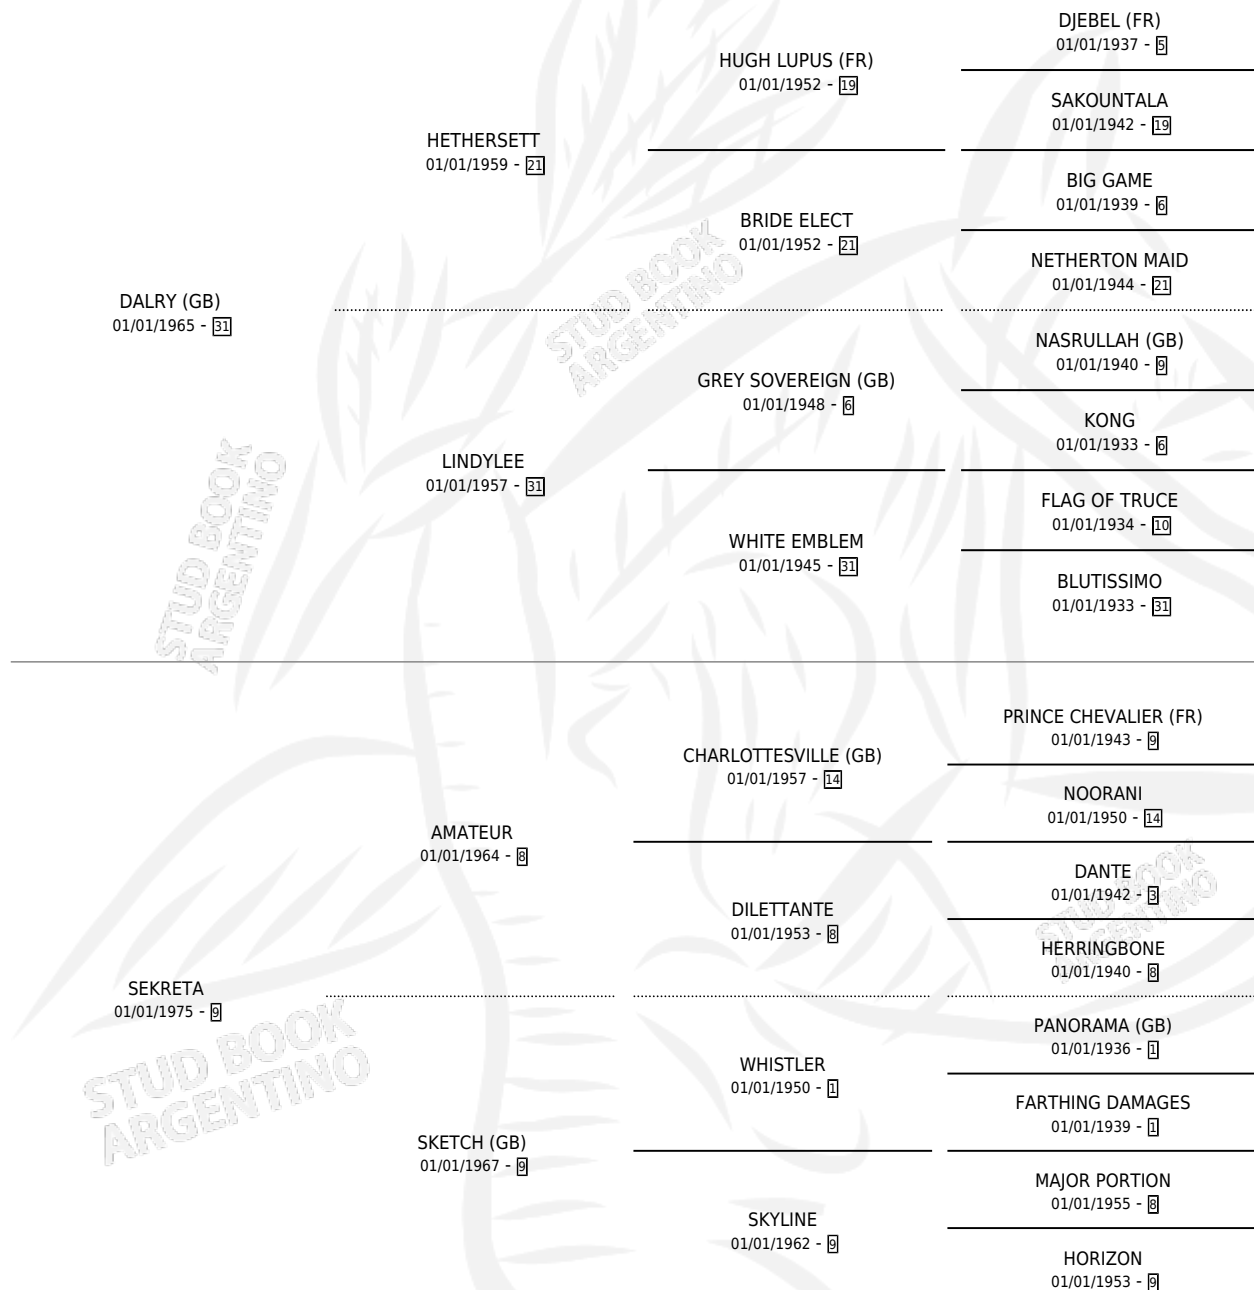 DJEBEL (FR)
01/01/1937 - 5
HUGH LUPUS (FR)
01/01/1952 - 19
SAKOUNTALA
01/01/1942 - 19
HETHERSETT
01/01/1959 - 21
BIG GAME
01/01/1939 - 6
BRIDE ELECT
01/01/1952 - 21
NETHERTON MAID
01/01/1944 - 21
DALRY (GB)
01/01/1965 - 31
NASRULLAH (GB)
01/01/1940 - 9
GREY SOVEREIGN (GB)
01/01/1948 - 6
KONG
01/01/1933 - 6
LINDYLEE
01/01/1957 - 31
FLAG OF TRUCE
01/01/1934 - 10
WHITE EMBLEM
01/01/1945 - 31
BLUTISSIMO
01/01/1933 - 31
PRINCE CHEVALIER (FR)
01/01/1943 - 9
CHARLOTTESVILLE (GB)
01/01/1957 - 14
NOORANI
01/01/1950 - 14
AMATEUR
01/01/1964 - 8
DANTE
01/01/1942 - 3
DILETTANTE
01/01/1953 - 8
HERRINGBONE
01/01/1940 - 8
SEKRETA
01/01/1975 - 9
PANORAMA (GB)
01/01/1936 - 1
WHISTLER
01/01/1950 - 1
FARTHING DAMAGES
01/01/1939 - 1
SKETCH (GB)
01/01/1967 - 9
MAJOR PORTION
01/01/1955 - 8
SKYLINE
01/01/1962 - 9
HORIZON
01/01/1953 - 9
STUD BOOK
ARGENTINO
STUD BOOK
ARGENTINO
STUD BOOK
ARGENTINO
STUD BOOK
ARGENTINO